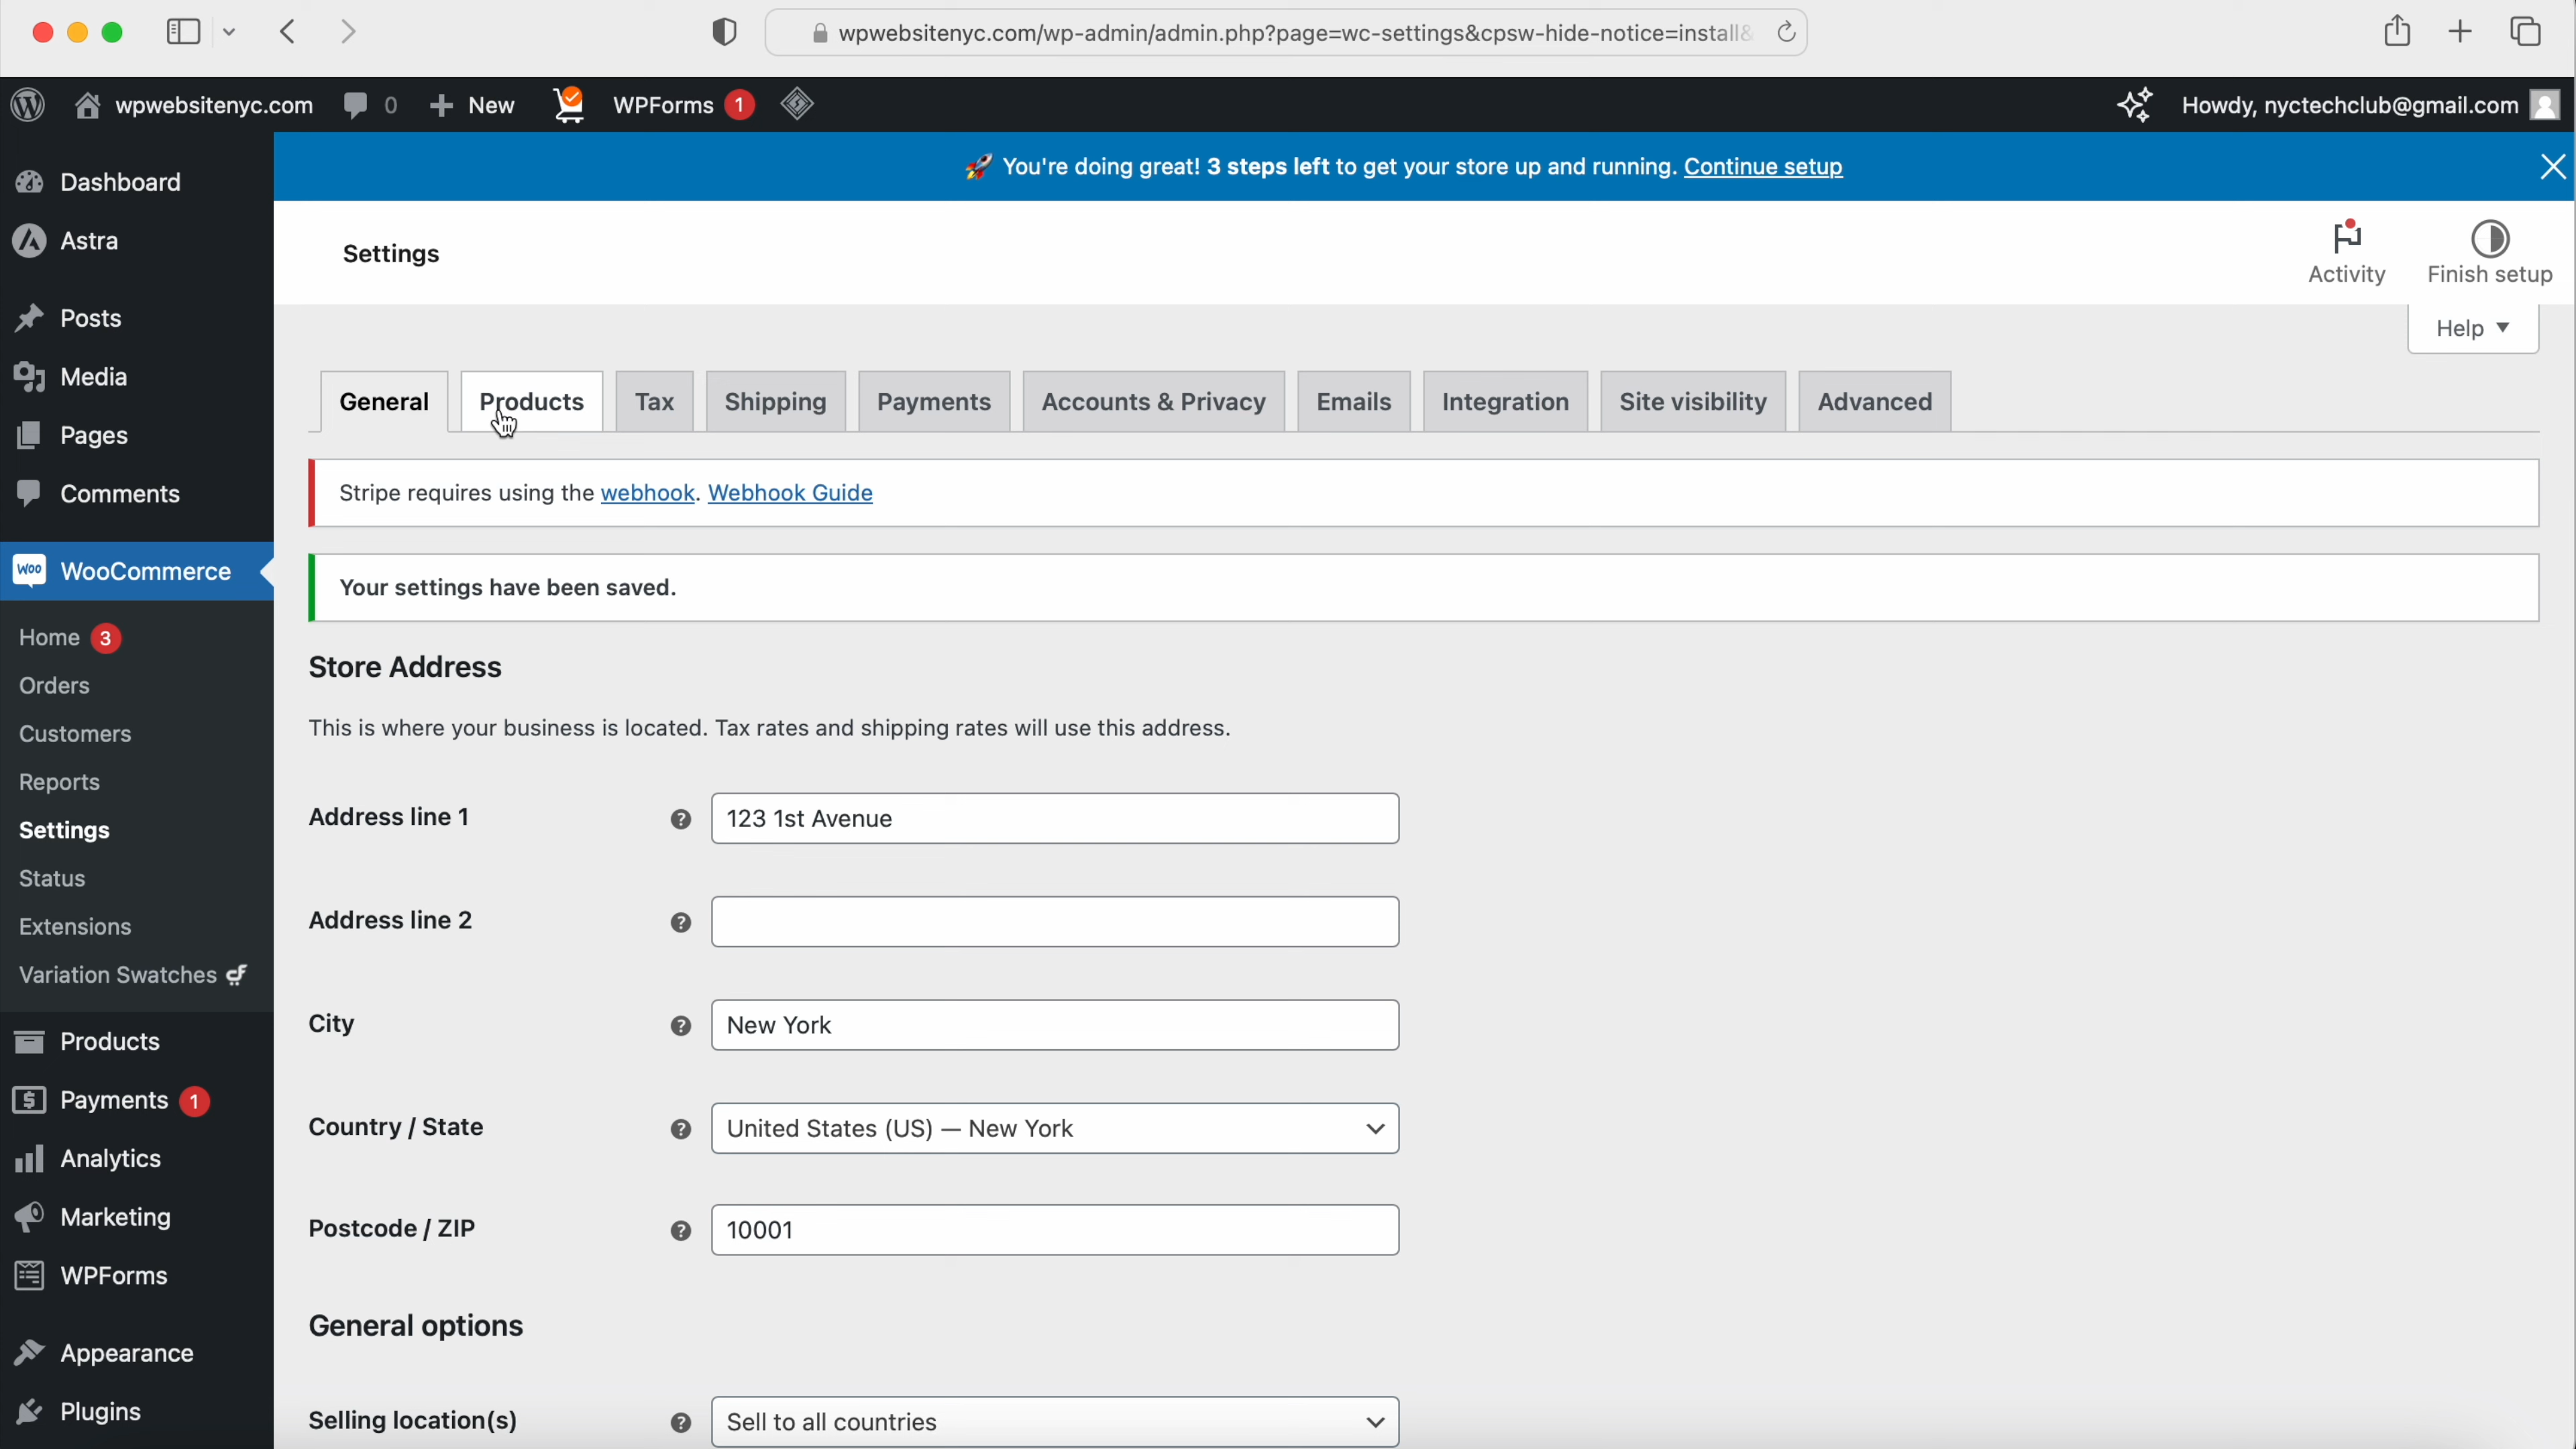 wpwebsitenyc.com/wp-admin/admin.php?page=wc-settings&cpsw-hide-notice=install&
wpwebsitenyc.com 0 New WPForms 1 Howdy, nyctechclub@gmail.com
🚀 You're doing great! 3 steps left to get your store up and running. Continue setup
Dashboard
Astra
Posts
Media
Pages
Comments
Woo WooCommerce
Home 3
Orders
Customers
Reports
Settings
Status
Extensions
Variation Swatches
Products
Payments 1
Analytics
Marketing
WPForms
Appearance
Plugins
Settings
Activity
Finish setup
Help
General Products Tax Shipping Payments Accounts & Privacy Emails Integration Site visibility Advanced
Stripe requires using the webhook. Webhook Guide
Your settings have been saved.
Store Address
This is where your business is located. Tax rates and shipping rates will use this address.
Address line 1 ? 123 1st Avenue
Address line 2 ?
City ? New York
Country / State ? United States (US) — New York
Postcode / ZIP ? 10001
General options
Selling location(s) ? Sell to all countries